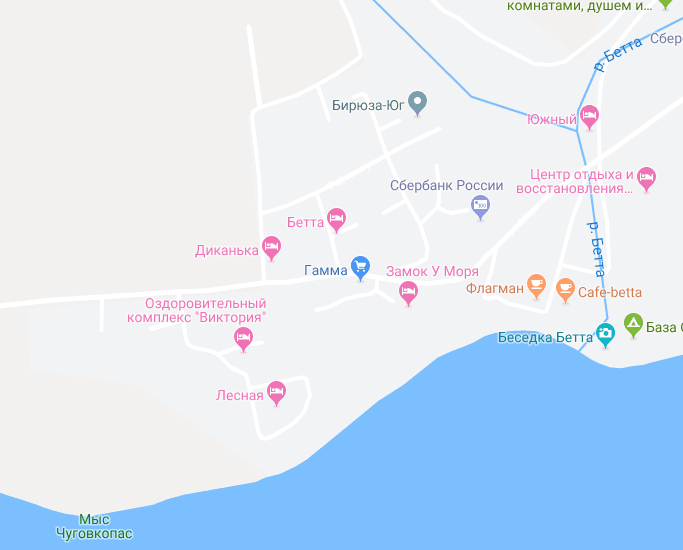 комнатами, душем и...
р. Бетта
Сбер
Бирюза-Юг
Южный
Центр отдыха и
восстановления...
Сбербанк России
Бетта
р. Бетта
Диканька
Гамма
Замок У Моря
Флагман
Cafe-betta
Оздоровительный
комплекс "Виктория"
Беседка Бетта
База
Лесная
Мыс
Чуговкопас